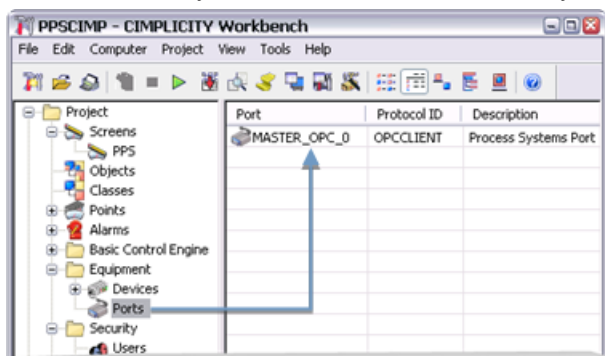 PPSCIMP - CIMPLICITY Workbench
File Edit Computer Project View Tools Help
Project
Screens
PPS
Objects
Classes
Points
Alarms
Basic Control Engine
Equipment
Devices
Ports
Security
Users
Port Protocol ID Description
MASTER_OPC_0 OPCCLIENT Process Systems Port